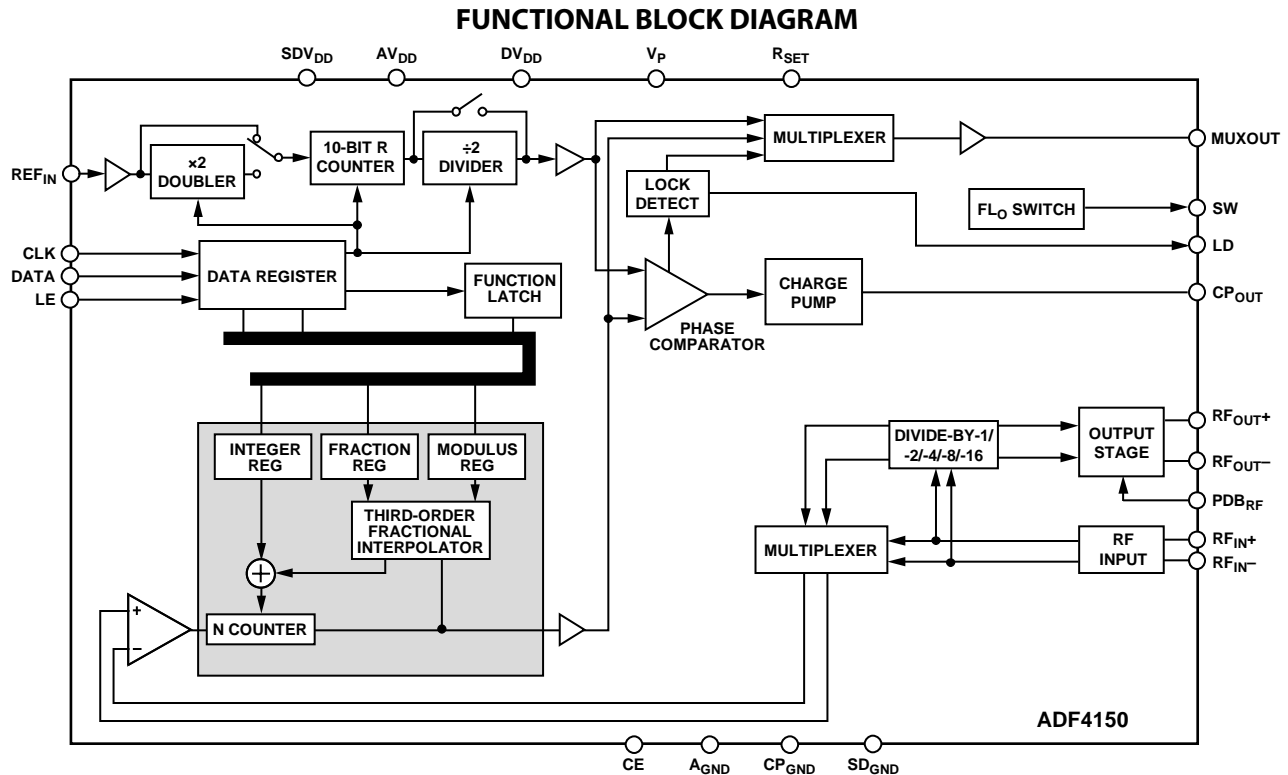 FUNCTIONAL BLOCK DIAGRAM
SDVDD
AVDD
DVDD
VP
RSET
REFIN
×2
DOUBLER
10-BIT R
COUNTER
÷2
DIVIDER
MULTIPLEXER
MUXOUT
LOCK
DETECT
FLO SWITCH
SW
LD
CLK
DATA
LE
DATA REGISTER
FUNCTION
LATCH
CHARGE
PUMP
CPOUT
PHASE
COMPARATOR
INTEGER
REG
FRACTION
REG
MODULUS
REG
THIRD-ORDER
FRACTIONAL
INTERPOLATOR
+
N COUNTER
+
–
DIVIDE-BY-1/
-2/-4/-8/-16
OUTPUT
STAGE
RFOUT+
RFOUT–
PDBRF
MULTIPLEXER
RF
INPUT
RFIN+
RFIN–
ADF4150
CE
AGND
CPGND
SDGND